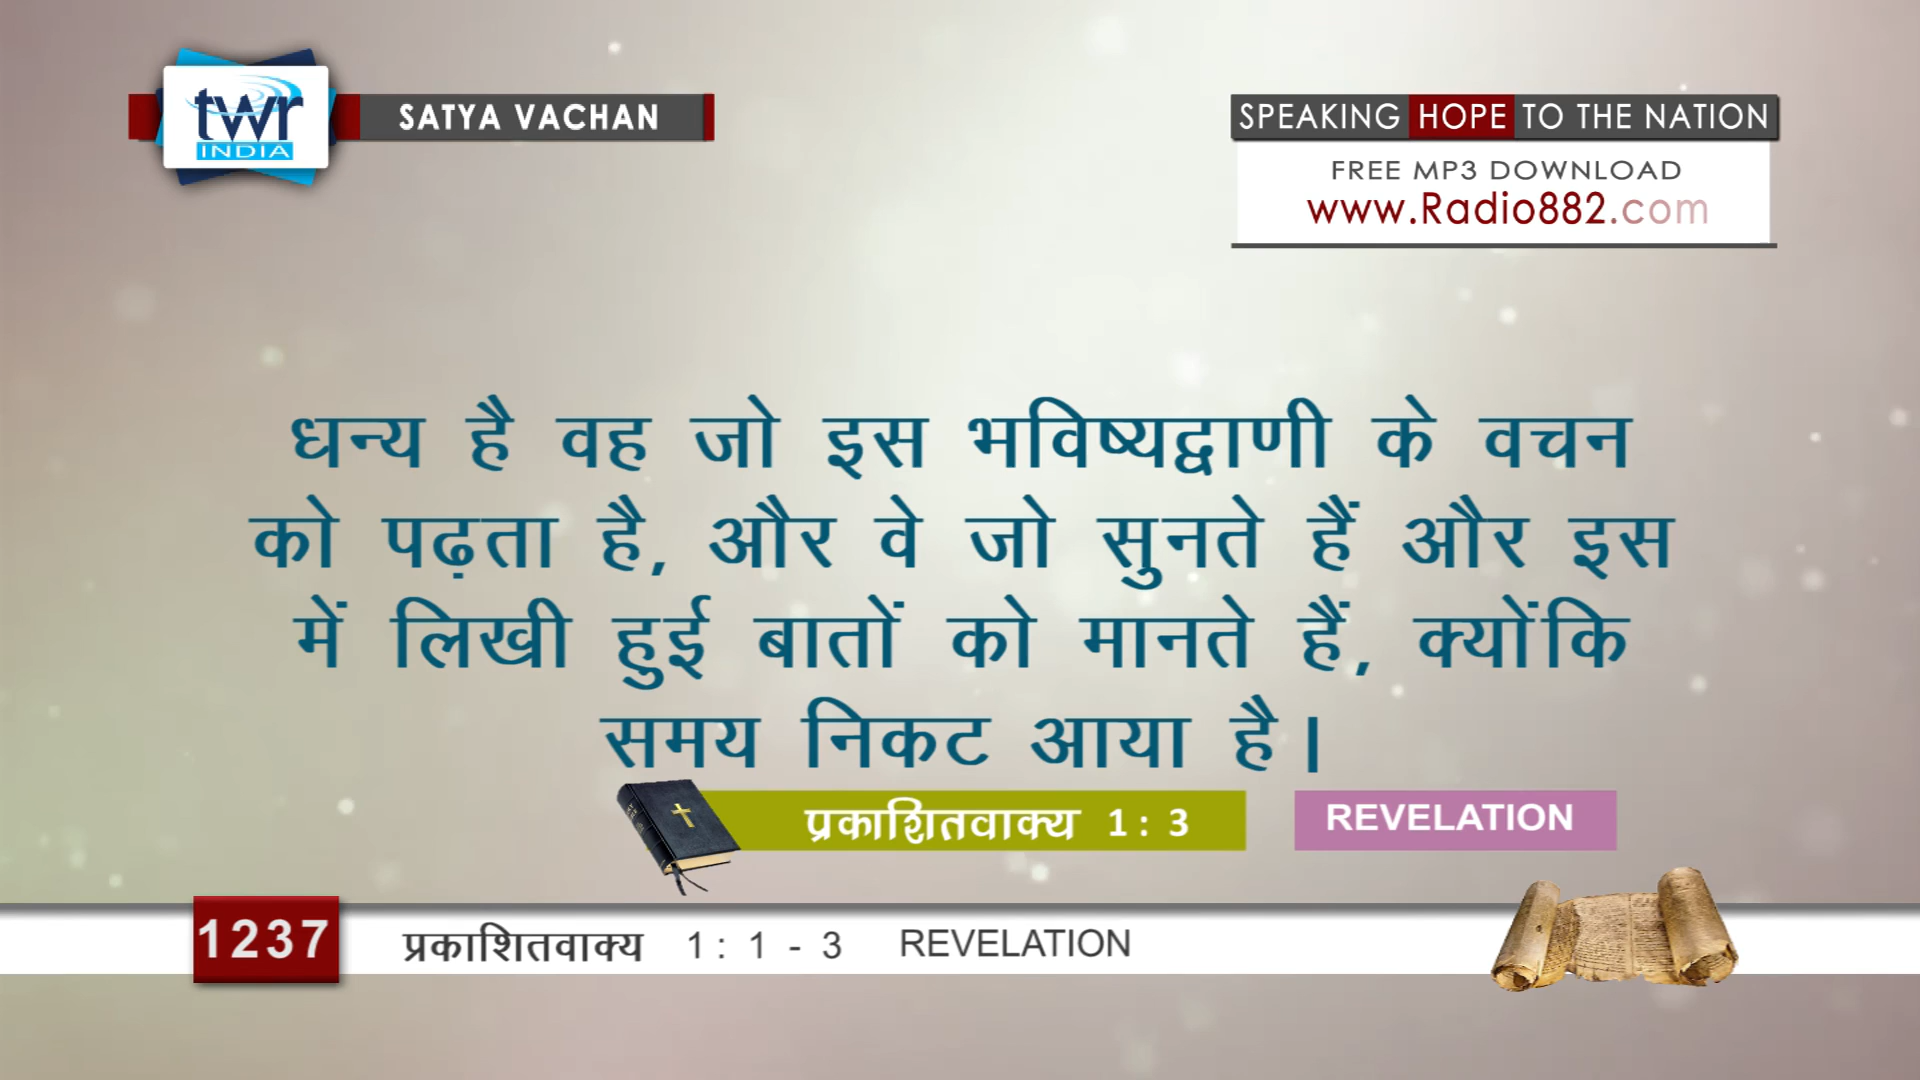 twr
INDIA
SATYA VACHAN
SPEAKING HOPE TO THE NATION
FREE MP3 DOWNLOAD
www.Radio882.com
धन्य है वह जो इस भविष्यद्वाणी के वचन
को पढ़ता है, और वे जो सुनते हैं और इस
में लिखी हुई बातों को मानते हैं, क्योंकि
समय निकट आया है।
प्रकाशितवाक्य 1 : 3
REVELATION
1237
प्रकाशितवाक्य 1 : 1 - 3 REVELATION